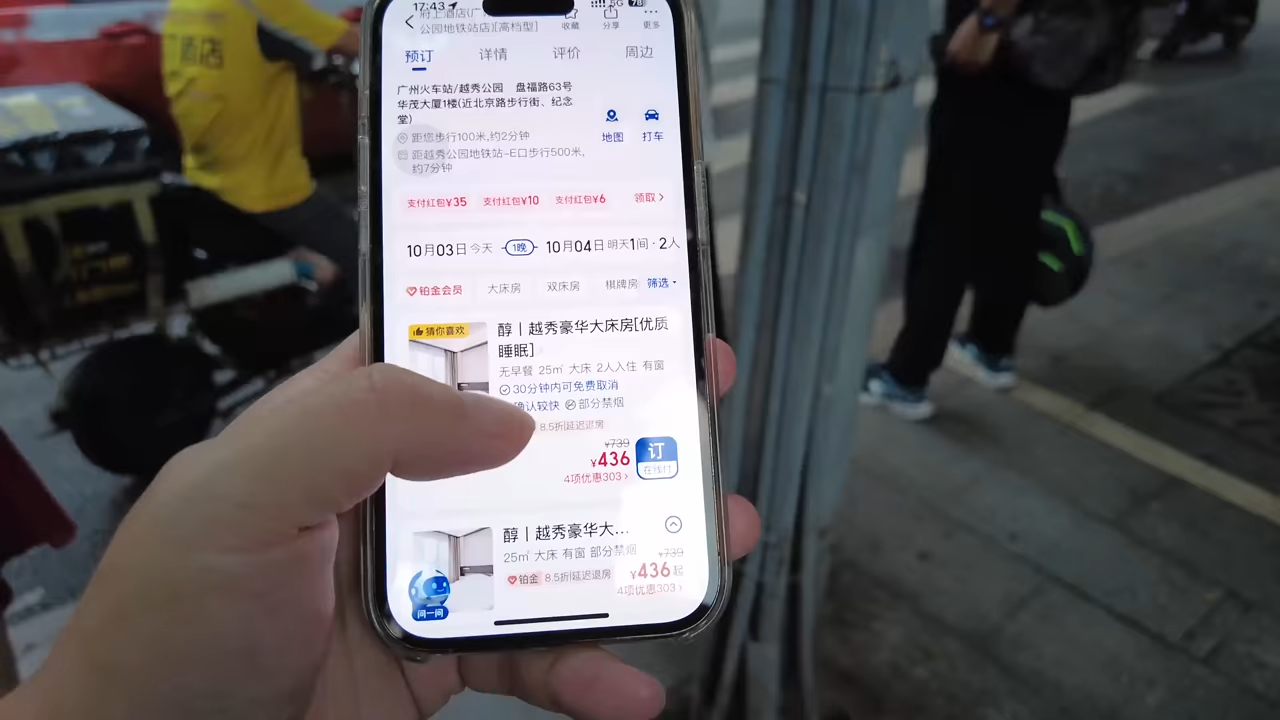 17:43
5G 78
府上酒店(广
公园地铁站店)[高档型]
收藏
分享
更多
预订 详情 评价 周边
广州火车站/越秀公园 盘福路63号
华茂大厦1楼(近北京路步行街、纪念
堂)
地图
打车
距您步行100米,约2分钟
距越秀公园地铁站-E口步行500米,
约7分钟
支付红包¥35 支付红包¥10 支付红包¥6 领取>
10月03日今天 1晚 10月04日明天 1间·2人
铂金会员 大床房 双床房 棋牌房 筛选
猜你喜欢
醇丨越秀豪华大床房[优质
睡眠]
无早餐 25㎡ 大床 2人入住 有窗
30分钟内可免费取消
确认较快 部分禁烟
8.5折|延迟退房
¥739
¥436
4项优惠303>
订
在线付
醇丨越秀豪华大...
25㎡ 大床 有窗 部分禁烟
铂金 8.5折|延迟退房
¥739
¥436起
4项优惠303>
问一问
酒店